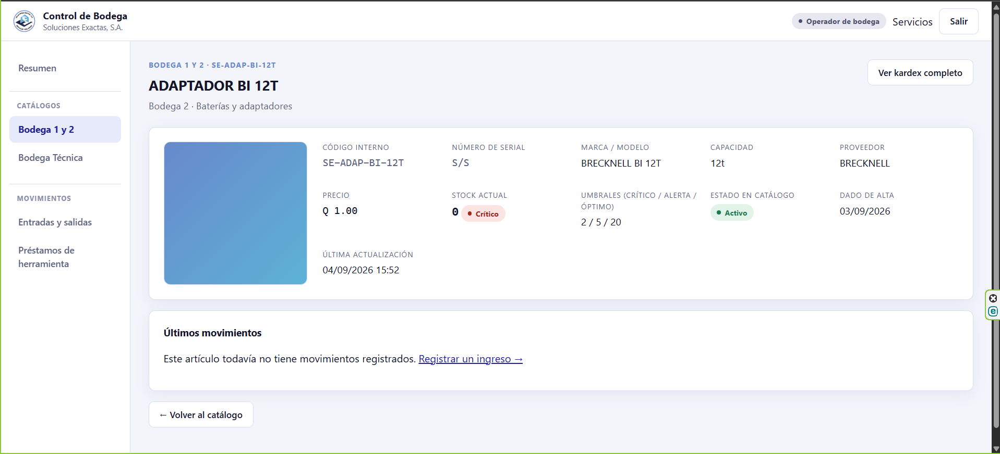 Control de Bodega
Soluciones Exactas, S.A.
Operador de bodega
Servicios
Salir
Resumen
CATÁLOGOS
Bodega 1 y 2
Bodega Técnica
MOVIMIENTOS
Entradas y salidas
Préstamos de
herramienta
BODEGA 1 Y 2 · SE-ADAP-BI-12T
ADAPTADOR BI 12T
Bodega 2 · Baterías y adaptadores
Ver kardex completo
CÓDIGO INTERNO
SE-ADAP-BI-12T
NÚMERO DE SERIAL
S/S
MARCA / MODELO
BRECKNELL BI 12T
CAPACIDAD
12t
PROVEEDOR
BRECKNELL
PRECIO
Q 1.00
STOCK ACTUAL
0 Crítico
UMBRALES (CRÍTICO / ALERTA /
ÓPTIMO)
2 / 5 / 20
ESTADO EN CATÁLOGO
Activo
DADO DE ALTA
03/09/2026
ÚLTIMA ACTUALIZACIÓN
04/09/2026 15:52
Últimos movimientos
Este artículo todavía no tiene movimientos registrados. Registrar un ingreso →
← Volver al catálogo